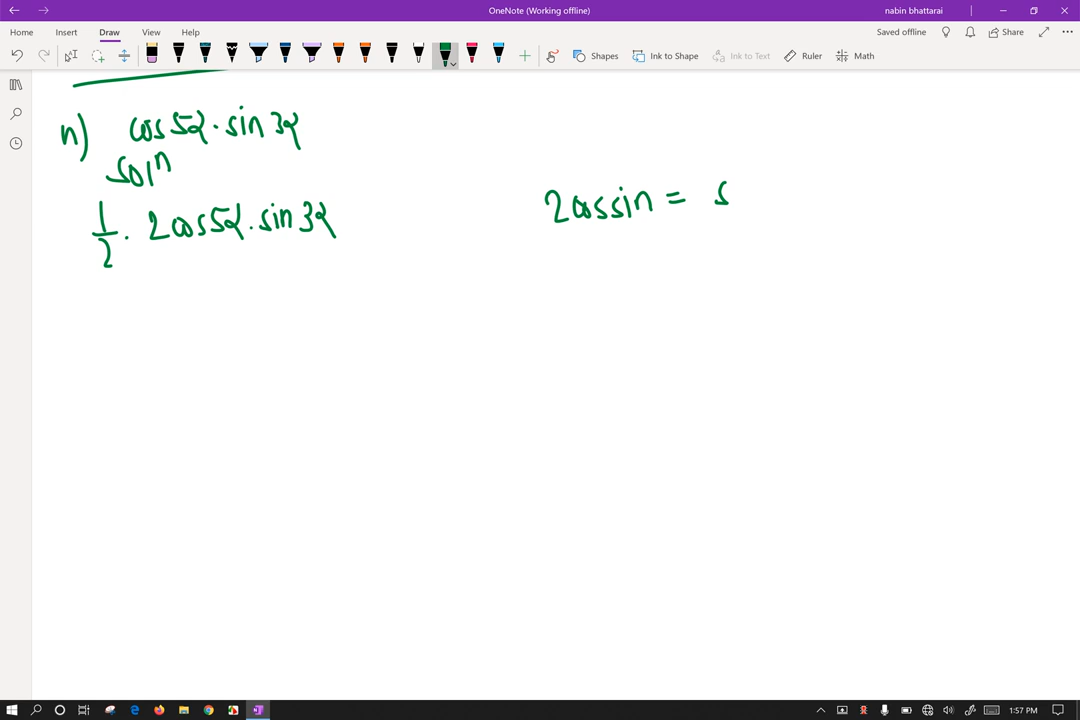 OneNote (Working offline)
nabin bhattarai
Home Insert Draw View Help
Saved offline
Share
Shapes
Ink to Shape
Ink to Text
Ruler
Math
n) cos5α . sin3α
solⁿ
1/2 . 2cos5α . sin3α
2cossin = s
1:57 PM